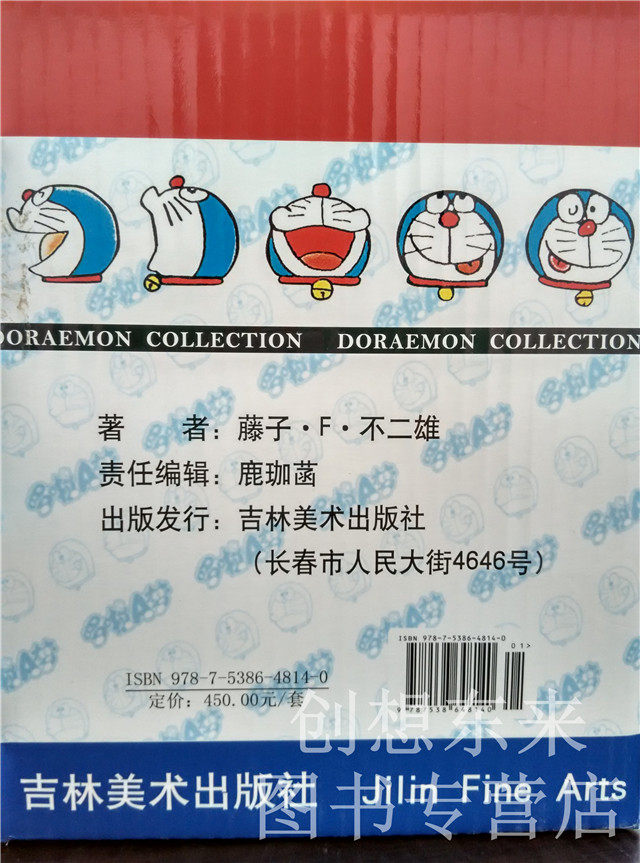 DORAEMON COLLECTION DORAEMON COLLECTION
著 者：藤子·F·不二雄
责任编辑：鹿珈菡
出版发行：吉林美术出版社
（长春市人民大街4646号）
ISBN 978-7-5386-4814-0
01>
ISBN 978-7-5386-4814-0
定价：450.00元/套
9 787538 648140
创想东来
吉林美术出版社 Jilin Fine Arts
图书专营店